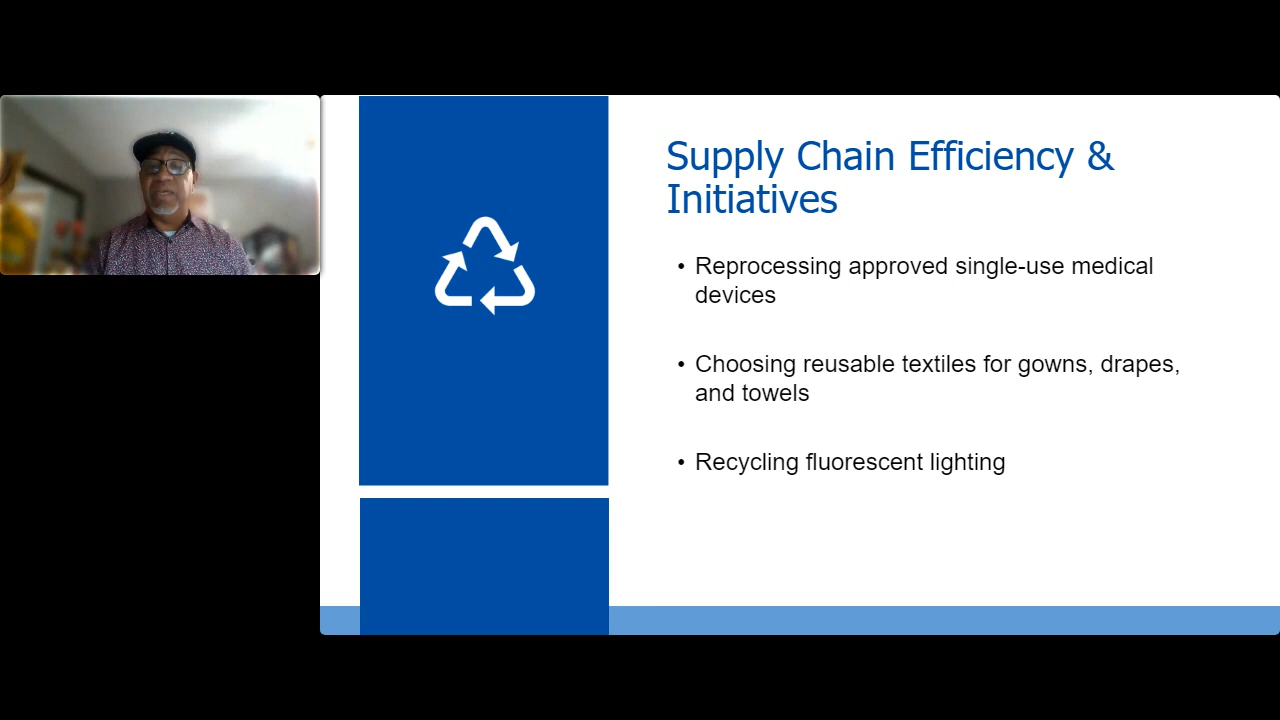 Supply Chain Efficiency &
Initiatives
• Reprocessing approved single-use medical
devices
• Choosing reusable textiles for gowns, drapes,
and towels
• Recycling fluorescent lighting